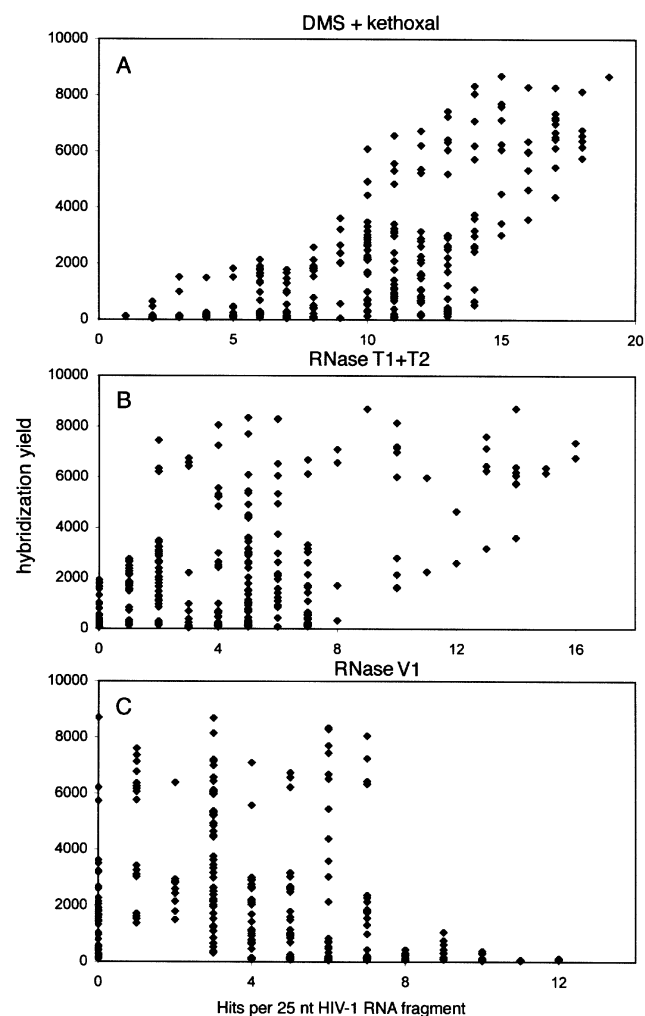 DMS + kethoxal
10000
A
8000
6000
4000
2000
0
0 5 10 15 20
RNase T1+T2
10000
B
8000
6000
4000
2000
0
0 4 8 12 16
hybridization yield
RNase V1
10000
C
8000
6000
4000
2000
0
0 4 8 12
Hits per 25 nt HIV-1 RNA fragment